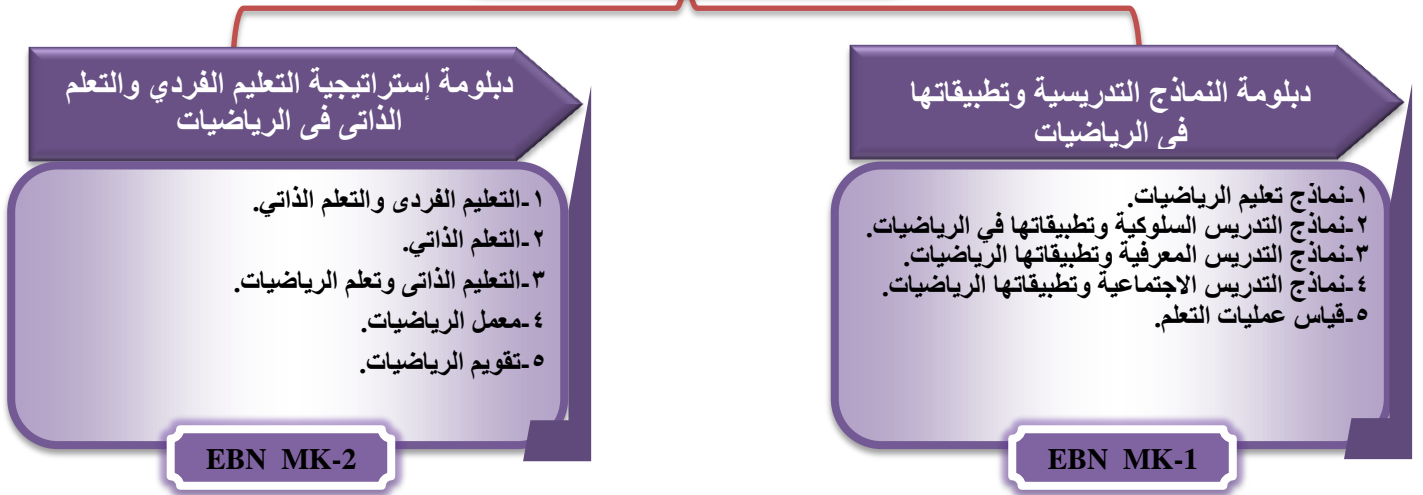 دبلومة النماذج التدريسية وتطبيقاتها
فى الرياضيات
١-نماذج تعليم الرياضيات.
٢-نماذج التدريس السلوكية وتطبيقاتها في الرياضيات.
٣-نماذج التدريس المعرفية وتطبيقاتها الرياضيات.
٤-نماذج التدريس الاجتماعية وتطبيقاتها الرياضيات.
٥-قياس عمليات التعلم.
EBN MK-1
دبلومة إستراتيجية التعليم الفردي والتعلم
الذاتى فى الرياضيات
١-التعليم الفردى والتعلم الذاتي.
٢-التعلم الذاتي.
٣-التعليم الذاتى وتعلم الرياضيات.
٤-معمل الرياضيات.
٥-تقويم الرياضيات.
EBN MK-2